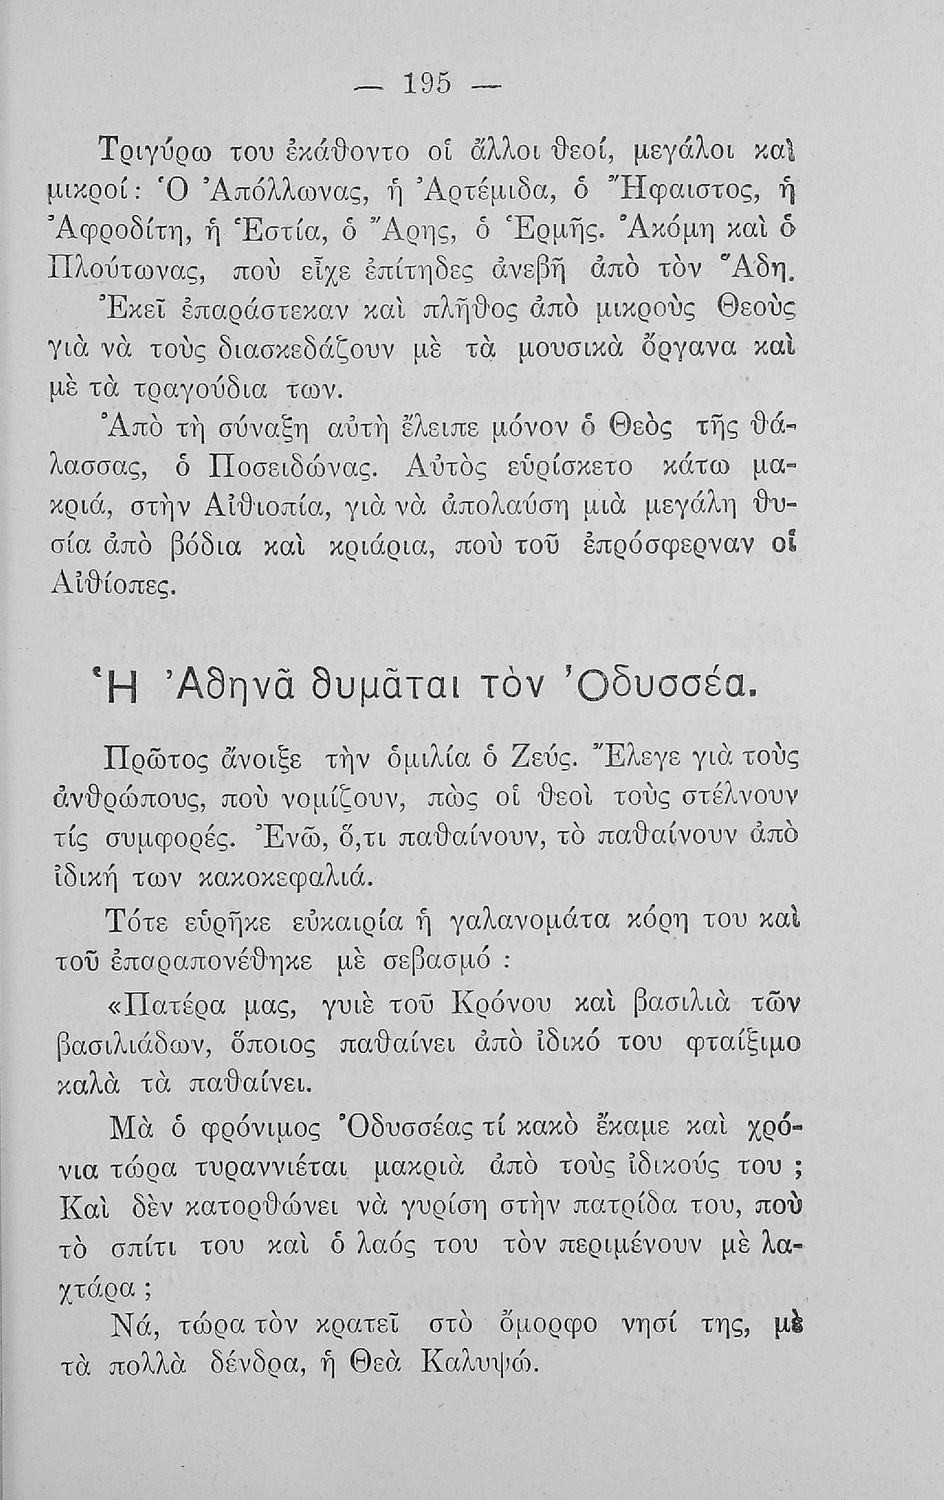 — 195 —
Τριγύρω του ἐκάθοντο οἱ ἄλλοι θεοί, μεγάλοι καὶ
μικροί: Ὁ Ἀπόλλωνας, ἡ Ἀρτέμιδα, ὁ Ἥφαιστος, ἡ
Ἀφροδίτη, ἡ Ἑστία, ὁ Ἄρης, ὁ Ἑρμῆς. Ἀκόμη καὶ ὁ
Πλούτωνας, ποὺ εἶχε ἐπίτηδες ἀνεβῆ ἀπὸ τὸν Ἅδη.
Ἐκεῖ ἐπαράστεκαν καὶ πλῆθος ἀπὸ μικροὺς Θεοὺς
γιὰ νὰ τοὺς διασκεδάζουν μὲ τὰ μουσικὰ ὄργανα καὶ
μὲ τὰ τραγούδια των.
Ἀπὸ τὴ σύναξη αὐτὴ ἔλειπε μόνον ὁ Θεὸς τῆς θά-
λασσας, ὁ Ποσειδώνας. Αὐτὸς εὑρίσκετο κάτω μα-
κριά, στὴν Αἰθιοπία, γιὰ νὰ ἀπολαύση μιὰ μεγάλη θυ-
σία ἀπὸ βόδια καὶ κριάρια, ποὺ τοῦ ἐπρόσφερναν οἱ
Αἰθίοπες.
Ἡ Ἀθηνᾶ θυμᾶται τὸν Ὀδυσσέα.
Πρῶτος ἄνοιξε τὴν ὁμιλία ὁ Ζεύς. Ἔλεγε γιὰ τοὺς
ἀνθρώπους, ποὺ νομίζουν, πὼς οἱ θεοὶ τοὺς στέλνουν
τίς συμφορές. Ἐνῶ, ὅ,τι παθαίνουν, τὸ παθαίνουν ἀπὸ
ἰδική των κακοκεφαλιά.
Τότε εὑρῆκε εὐκαιρία ἡ γαλανομάτα κόρη του καὶ
τοῦ ἐπαραπονέθηκε μὲ σεβασμό :
«Πατέρα μας, γυιὲ τοῦ Κρόνου καὶ βασιλιὰ τῶν
βασιλιάδων, ὅποιος παθαίνει ἀπὸ ἰδικό του φταίξιμο
καλὰ τὰ παθαίνει.
Μὰ ὁ φρόνιμος Ὀδυσσέας τί κακὸ ἔκαμε καὶ χρό-
νια τώρα τυραννιέται μακριὰ ἀπὸ τοὺς ἰδικούς του ;
Καὶ δὲν κατορθώνει νὰ γυρίση στὴν πατρίδα του, ποὺ
τὸ σπίτι του καὶ ὁ λαός του τὸν περιμένουν μὲ λα-
χτάρα ;
Νά, τώρα τὸν κρατεῖ στὸ ὄμορφο νησί της, μὲ
τὰ πολλὰ δένδρα, ἡ Θεὰ Καλυψώ.